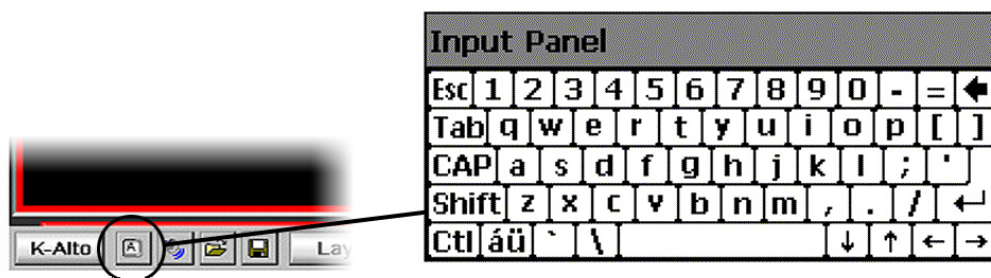 Input Panel
Esc 1 2 3 4 5 6 7 8 9 0 - = 🡄
Tab q w e r t y u i o p [ ]
CAP a s d f g h j k l ; '
Shift z x c v b n m , . / ↵
Ctl áü ` \ ↓ ↑ ← →
K-Alto A Lay